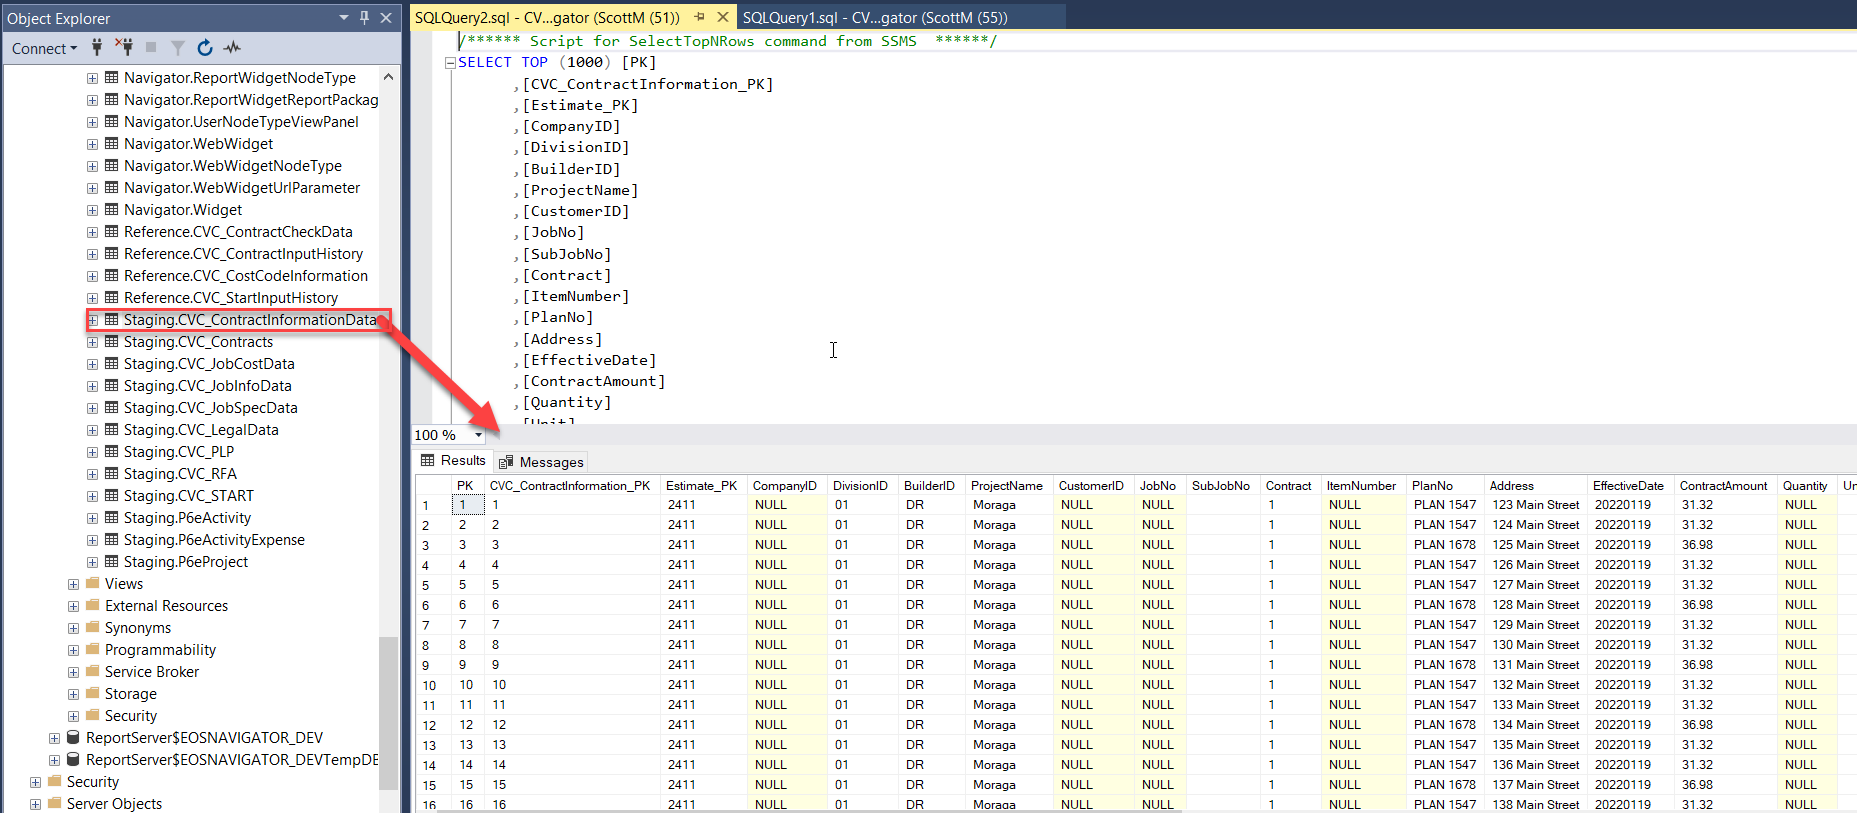 Object Explorer
Connect
Navigator.ReportWidgetNodeType
Navigator.ReportWidgetReportPackag
Navigator.UserNodeTypeViewPanel
Navigator.WebWidget
Navigator.WebWidgetNodeType
Navigator.WebWidgetUrlParameter
Navigator.Widget
Reference.CVC_ContractCheckData
Reference.CVC_ContractInputHistory
Reference.CVC_CostCodeInformation
Reference.CVC_StartInputHistory
Staging.CVC_ContractInformationData
Staging.CVC_Contracts
Staging.CVC_JobCostData
Staging.CVC_JobInfoData
Staging.CVC_JobSpecData
Staging.CVC_LegalData
Staging.CVC_PLP
Staging.CVC_RFA
Staging.CVC_START
Staging.P6eActivity
Staging.P6eActivityExpense
Staging.P6eProject
Views
External Resources
Synonyms
Programmability
Service Broker
Storage
Security
ReportServer$EOSNAVIGATOR_DEV
ReportServer$EOSNAVIGATOR_DEVTempDE
Security
Server Objects
SQLQuery2.sql - CV...gator (ScottM (51)) SQLQuery1.sql - CV...gator (ScottM (55))
/****** Script for SelectTopNRows command from SSMS ******/
SELECT TOP (1000) [PK]
,[CVC_ContractInformation_PK]
,[Estimate_PK]
,[CompanyID]
,[DivisionID]
,[BuilderID]
,[ProjectName]
,[CustomerID]
,[JobNo]
,[SubJobNo]
,[Contract]
,[ItemNumber]
,[PlanNo]
,[Address]
,[EffectiveDate]
,[ContractAmount]
,[Quantity]
,[Unit]
100 %
Results Messages
PK CVC_ContractInformation_PK Estimate_PK CompanyID DivisionID BuilderID ProjectName CustomerID JobNo SubJobNo Contract ItemNumber PlanNo Address EffectiveDate ContractAmount Quantity Un
1 1 1 2411 NULL 01 DR Moraga NULL NULL 1 NULL PLAN 1547 123 Main Street 20220119 31.32 NULL
2 2 2 2411 NULL 01 DR Moraga NULL NULL 1 NULL PLAN 1547 124 Main Street 20220119 31.32 NULL
3 3 3 2411 NULL 01 DR Moraga NULL NULL 1 NULL PLAN 1678 125 Main Street 20220119 36.98 NULL
4 4 4 2411 NULL 01 DR Moraga NULL NULL 1 NULL PLAN 1547 126 Main Street 20220119 31.32 NULL
5 5 5 2411 NULL 01 DR Moraga NULL NULL 1 NULL PLAN 1547 127 Main Street 20220119 31.32 NULL
6 6 6 2411 NULL 01 DR Moraga NULL NULL 1 NULL PLAN 1678 128 Main Street 20220119 36.98 NULL
7 7 7 2411 NULL 01 DR Moraga NULL NULL 1 NULL PLAN 1547 129 Main Street 20220119 31.32 NULL
8 8 8 2411 NULL 01 DR Moraga NULL NULL 1 NULL PLAN 1547 130 Main Street 20220119 31.32 NULL
9 9 9 2411 NULL 01 DR Moraga NULL NULL 1 NULL PLAN 1678 131 Main Street 20220119 36.98 NULL
10 10 10 2411 NULL 01 DR Moraga NULL NULL 1 NULL PLAN 1547 132 Main Street 20220119 31.32 NULL
11 11 11 2411 NULL 01 DR Moraga NULL NULL 1 NULL PLAN 1547 133 Main Street 20220119 31.32 NULL
12 12 12 2411 NULL 01 DR Moraga NULL NULL 1 NULL PLAN 1678 134 Main Street 20220119 36.98 NULL
13 13 13 2411 NULL 01 DR Moraga NULL NULL 1 NULL PLAN 1547 135 Main Street 20220119 31.32 NULL
14 14 14 2411 NULL 01 DR Moraga NULL NULL 1 NULL PLAN 1547 136 Main Street 20220119 31.32 NULL
15 15 15 2411 NULL 01 DR Moraga NULL NULL 1 NULL PLAN 1678 137 Main Street 20220119 36.98 NULL
16 16 16 2411 NULL 01 DR Moraga NULL NULL 1 NULL PLAN 1547 138 Main Street 20220119 31.32 NULL